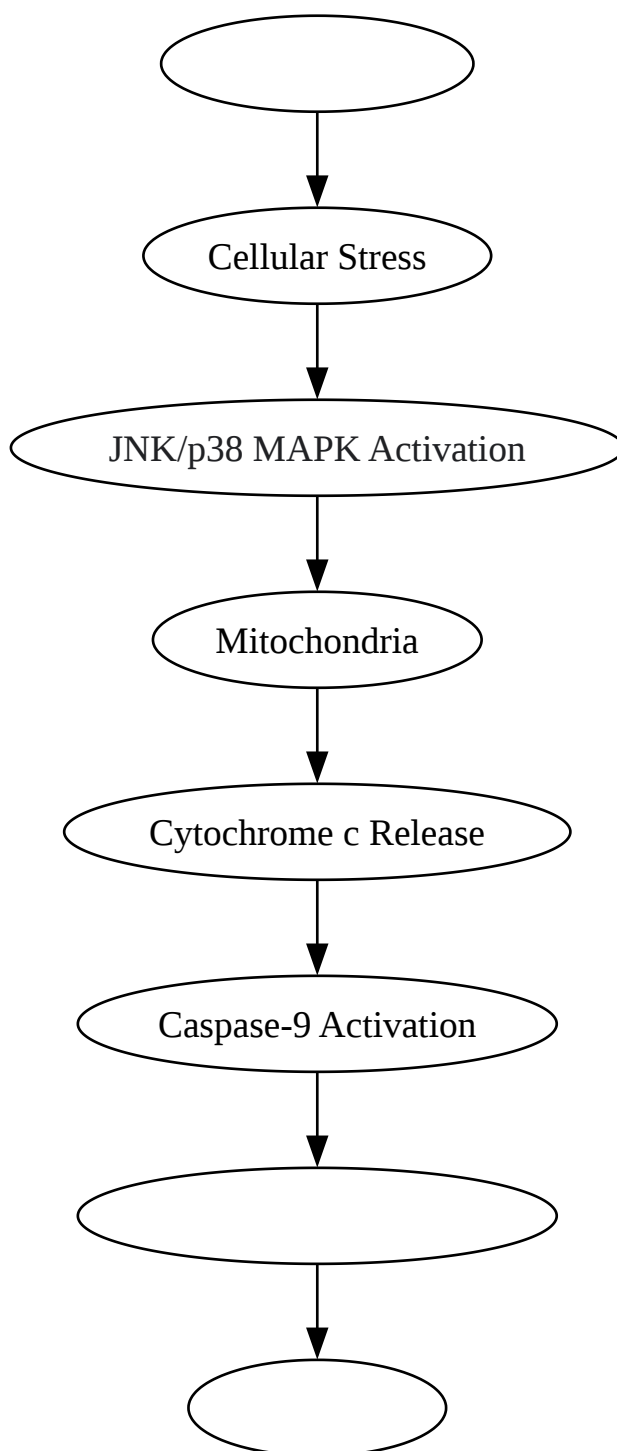 Cellular Stress
JNK/p38 MAPK Activation
Mitochondria
Cytochrome c Release
Caspase-9 Activation